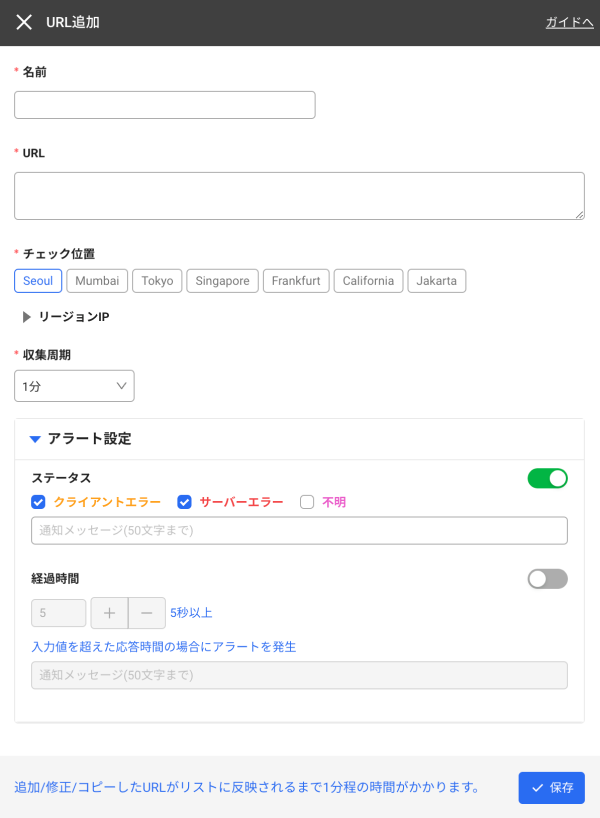 URL追加
ガイドへ
* 名前
* URL
* チェック位置
Seoul Mumbai Tokyo Singapore Frankfurt California Jakarta
リージョンIP
* 収集周期
1分
アラート設定
ステータス
クライアントエラー サーバーエラー 不明
通知メッセージ(50文字まで)
経過時間
5 + − 5秒以上
入力値を超えた応答時間の場合にアラートを発生
通知メッセージ(50文字まで)
追加/修正/コピーしたURLがリストに反映されるまで1分程の時間がかかります。
保存